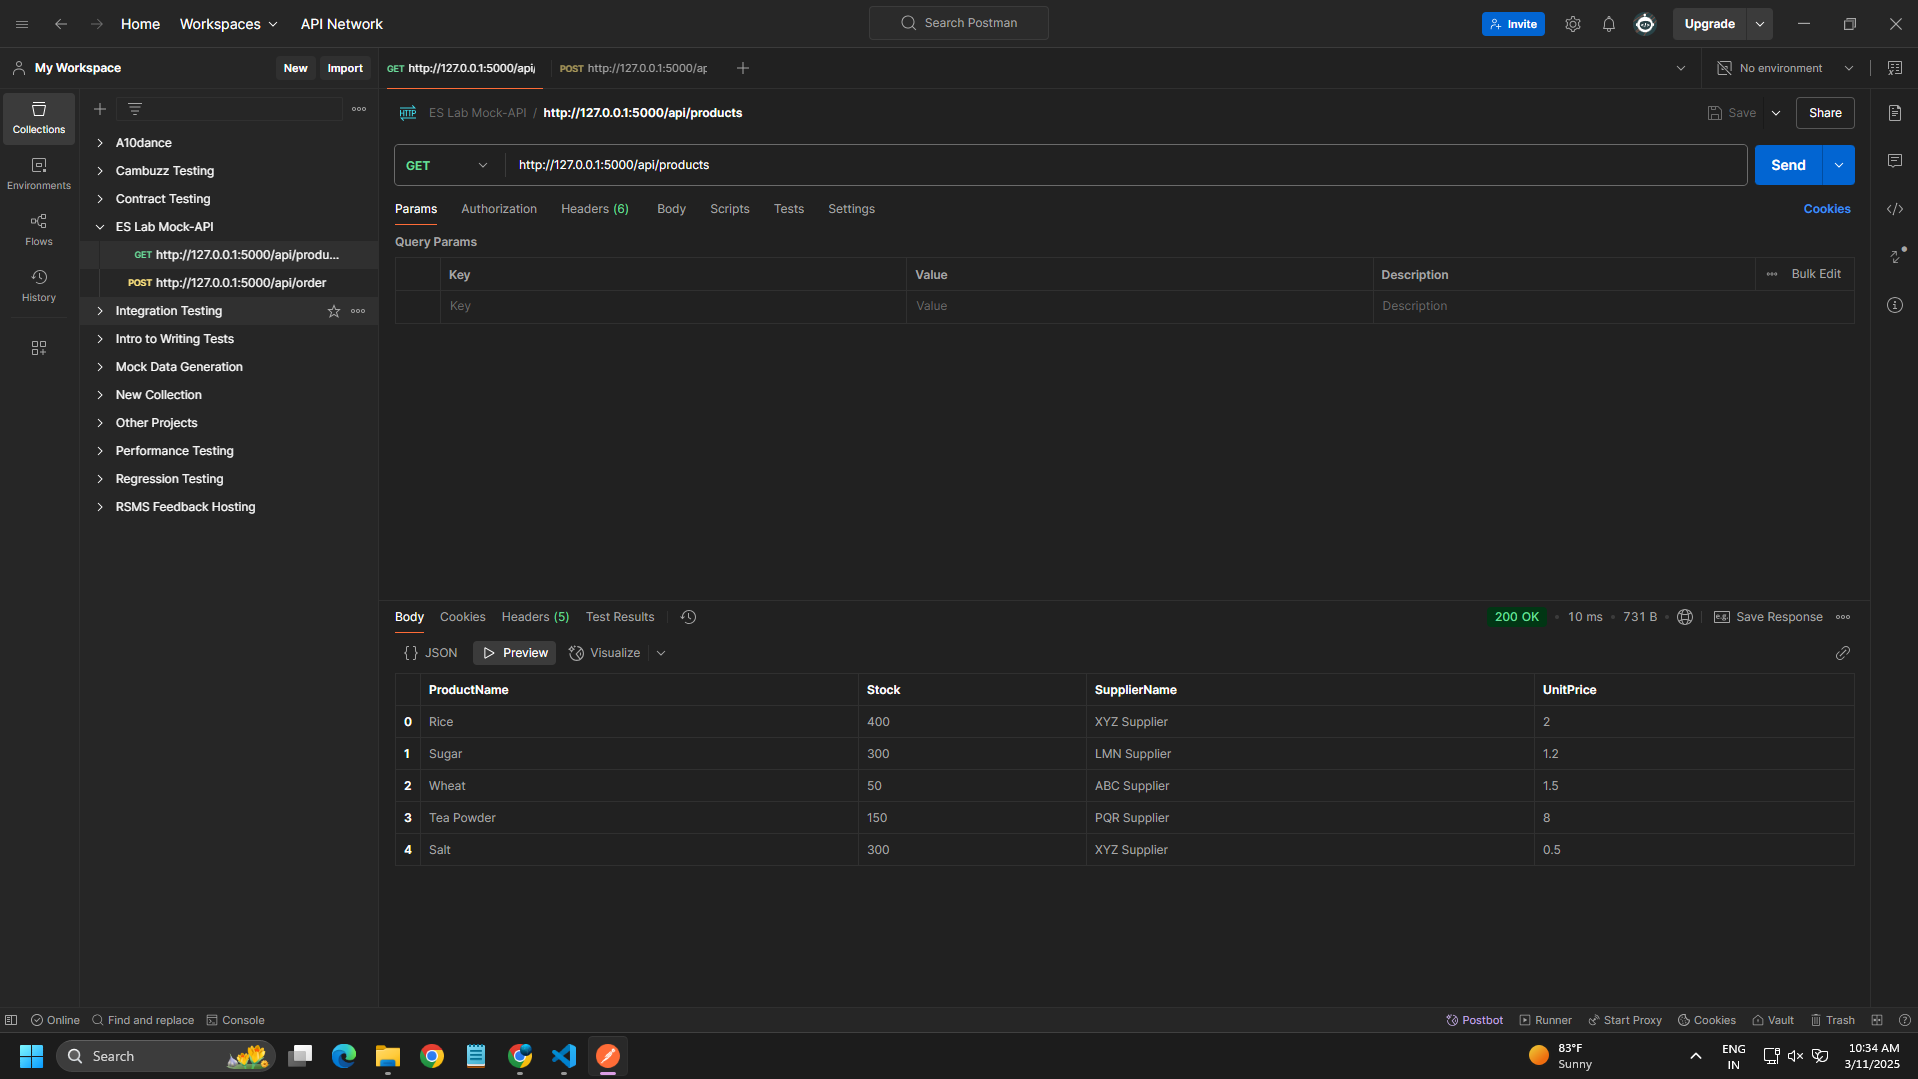 Home
Workspaces
API Network
Search Postman
Invite
Upgrade
My Workspace
New
Import
GET http://127.0.0.1:5000/api/
POST http://127.0.0.1:5000/ap
No environment
Collections
Environments
Flows
History
A10dance
Cambuzz Testing
Contract Testing
ES Lab Mock-API
GET http://127.0.0.1:5000/api/produ...
POST http://127.0.0.1:5000/api/order
Integration Testing
Intro to Writing Tests
Mock Data Generation
New Collection
Other Projects
Performance Testing
Regression Testing
RSMS Feedback Hosting
HTTP ES Lab Mock-API / http://127.0.0.1:5000/api/products
Save
Share
GET http://127.0.0.1:5000/api/products
Send
Params Authorization Headers (6) Body Scripts Tests Settings
Cookies
Query Params
Key Value Description Bulk Edit
Key Value Description
Body Cookies Headers (5) Test Results
200 OK • 10 ms • 731 B •
e.g. Save Response
{} JSON Preview Visualize
ProductName Stock SupplierName UnitPrice
0 Rice 400 XYZ Supplier 2
1 Sugar 300 LMN Supplier 1.2
2 Wheat 50 ABC Supplier 1.5
3 Tea Powder 150 PQR Supplier 8
4 Salt 300 XYZ Supplier 0.5
Online Find and replace Console
Postbot Runner Start Proxy Cookies Vault Trash
Search
83°F
Sunny
ENG
IN
10:34 AM
3/11/2025